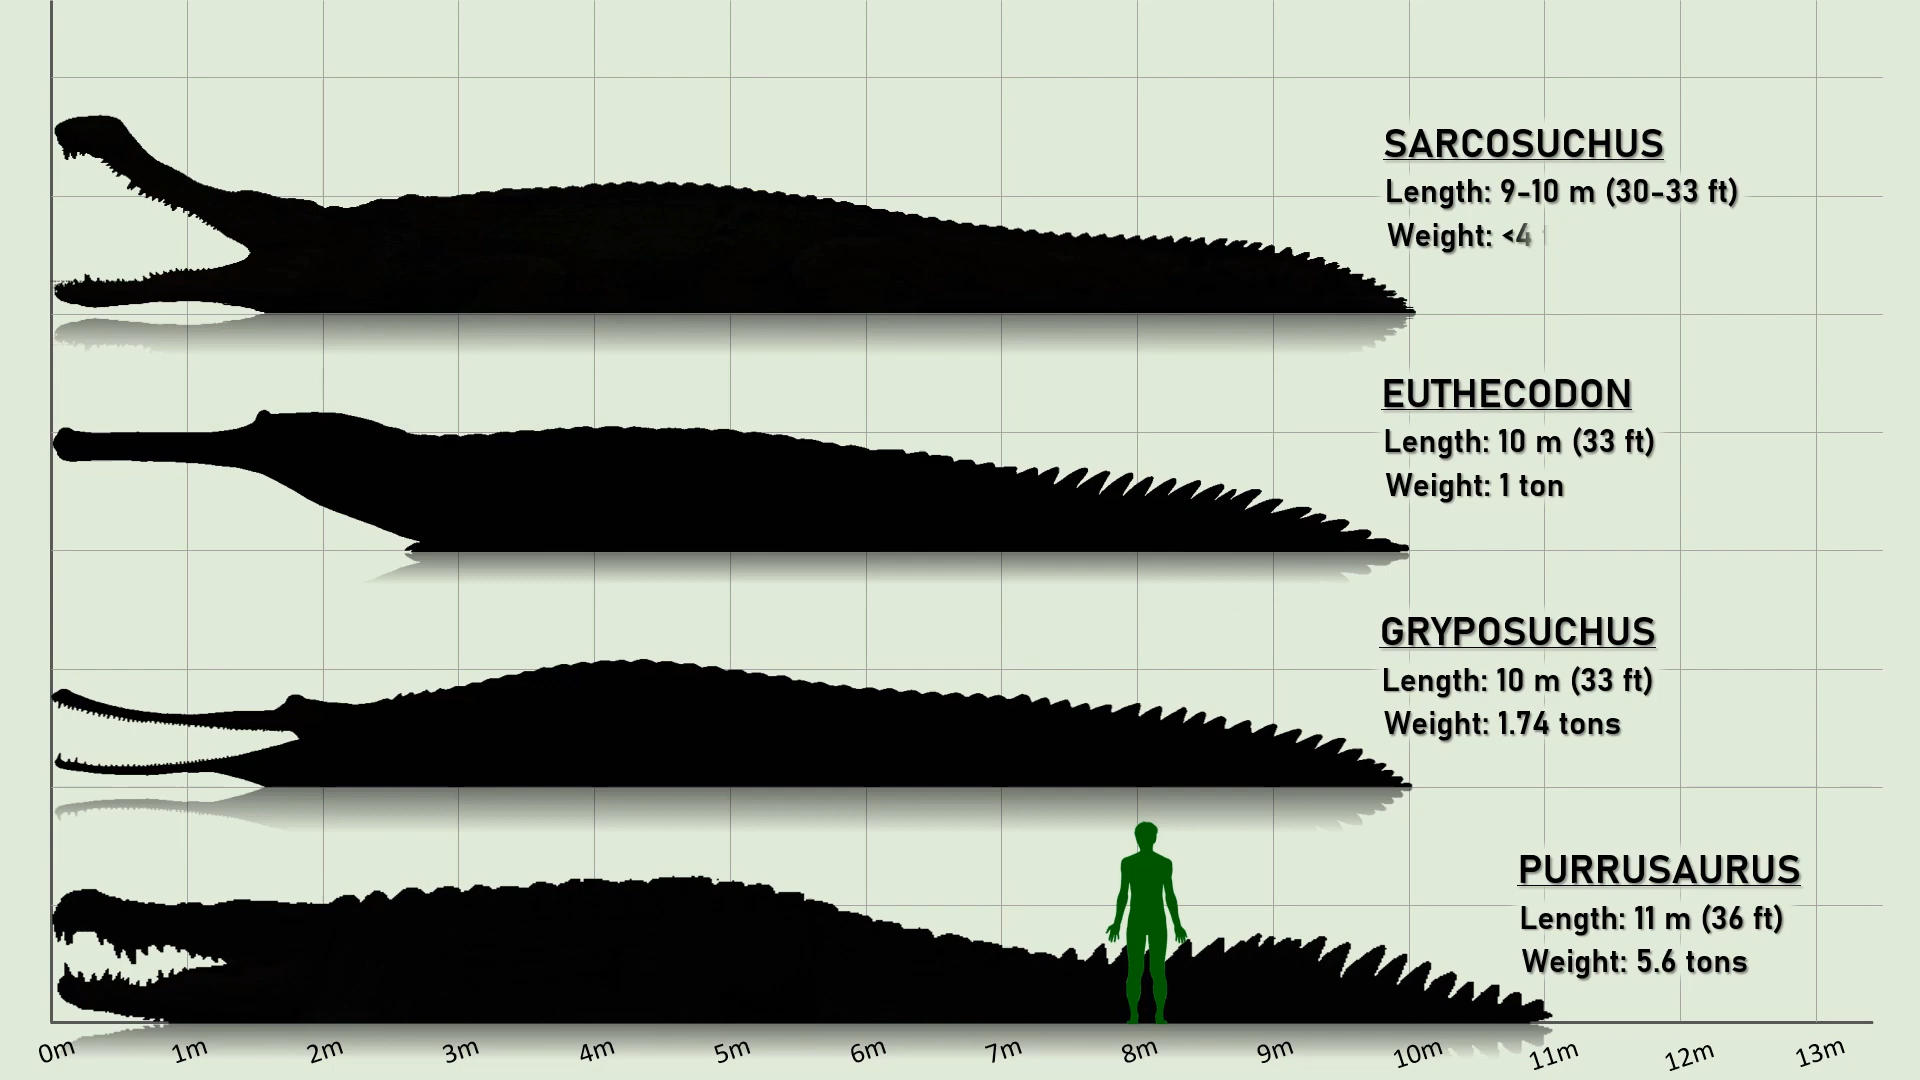 SARCOSUCHUS
Length: 9-10 m (30-33 ft)
Weight: <4
EUTHECODON
Length: 10 m (33 ft)
Weight: 1 ton
GRYPOSUCHUS
Length: 10 m (33 ft)
Weight: 1.74 tons
PURRUSAURUS
Length: 11 m (36 ft)
Weight: 5.6 tons
0m 1m 2m 3m 4m 5m 6m 7m 8m 9m 10m 11m 12m 13m